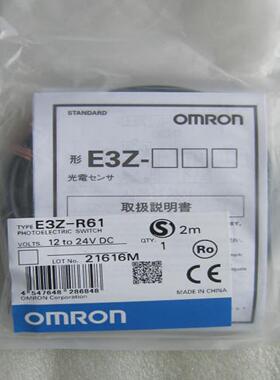 STANDARD
OMRON
形 E3Z-
光電センサ
取扱説明書
TYPE E3Z-R61
PHOTOELECTRIC SWITCH
VOLTS. 12 to 24V DC
QTY. 1
S 2m
Ro
LOT No. 21616M
4 547648 286848
OMRON Corporation
MADE IN CHINA
OMRON